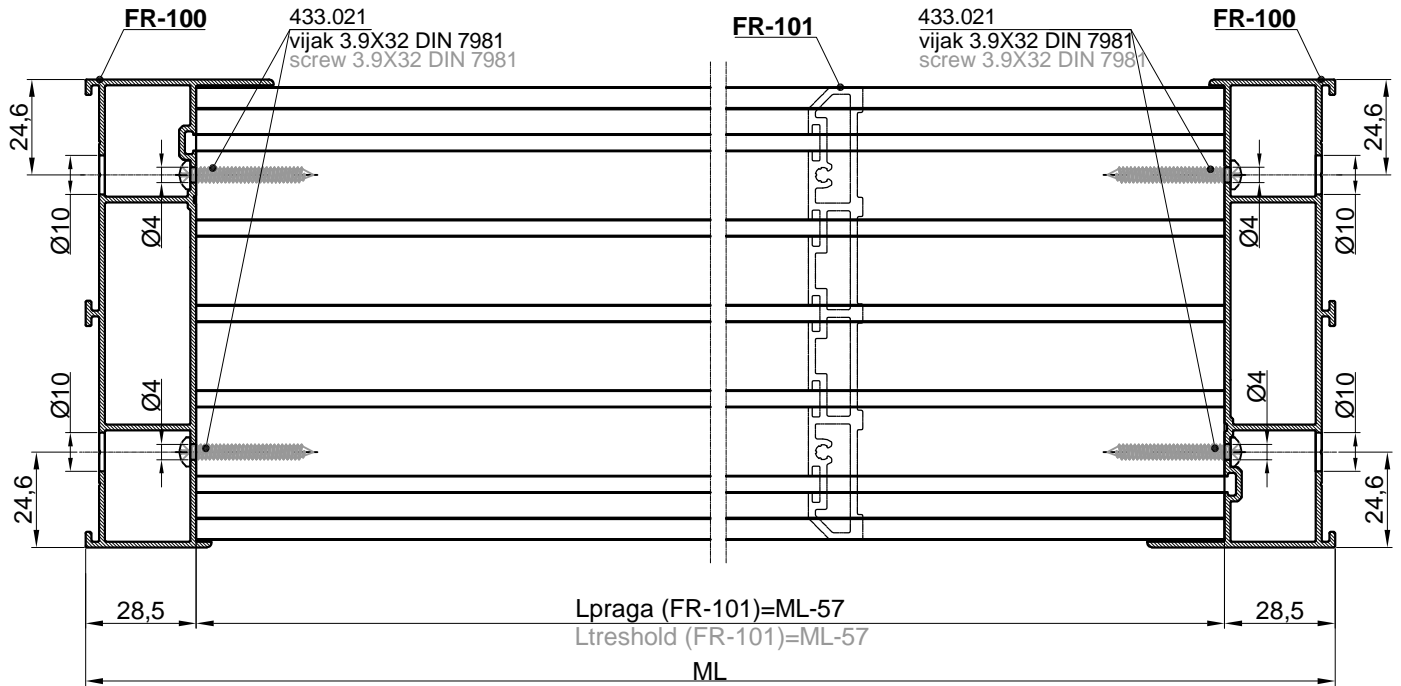 FR-100
433.021
vijak 3.9X32 DIN 7981
screw 3.9X32 DIN 7981
FR-101
433.021
vijak 3.9X32 DIN 7981
screw 3.9X32 DIN 7981
FR-100
24,6
24,6
Ø10
Ø4
Ø4
Ø10
Ø10
Ø4
Ø4
Ø10
24,6
24,6
28,5
Lpraga (FR-101)=ML-57
Ltreshold (FR-101)=ML-57
28,5
ML